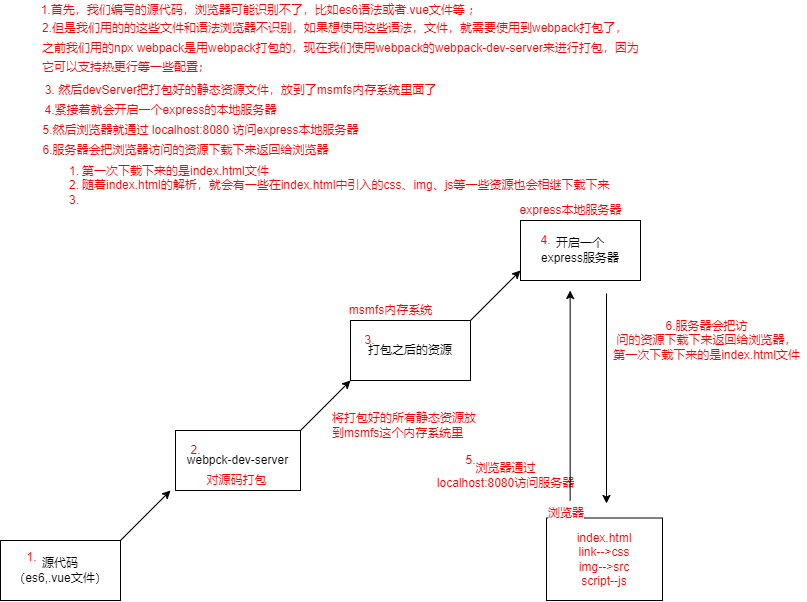 1.首先，我们编写的源代码，浏览器可能识别不了，比如es6语法或者.vue文件等；
2.但是我们用的的这些文件和语法浏览器不识别，如果想使用这些语法，文件，就需要使用到webpack打包了，
之前我们用的npx webpack是用webpack打包的，现在我们使用webpack的webpack-dev-server来进行打包，因为
它可以支持热更行等一些配置；
3. 然后devServer把打包好的静态资源文件，放到了msmfs内存系统里面了
4.紧接着就会开启一个express的本地服务器
5.然后浏览器就通过 localhost:8080 访问express本地服务器
6.服务器会把浏览器访问的资源下载下来返回给浏览器
1. 第一次下载下来的是index.html文件
2. 随着index.html的解析，就会有一些在index.html中引入的css、img、js等一些资源也会相继下载下来
3.
express本地服务器
4. 开启一个
express服务器
msmfs内存系统
3.
打包之后的资源
6.服务器会把访
问的资源下载下来返回给浏览器，
第一次下载下来的是index.html文件
将打包好的所有静态资源放
到msmfs这个内存系统里
2.
webpck-dev-server
对源码打包
5.
浏览器通过
localhost:8080访问服务器
浏览器
index.html
link-->css
img-->src
script--js
1. 源代码
（es6,.vue文件）